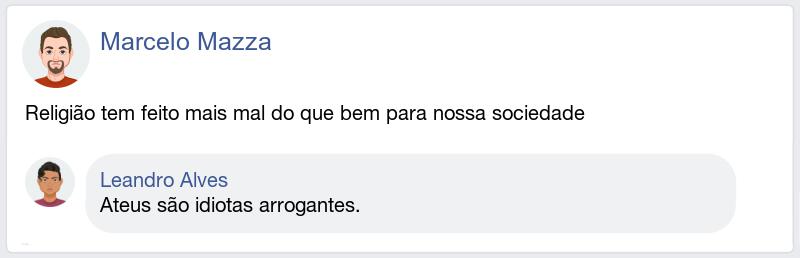 Marcelo Mazza
Religião tem feito mais mal do que bem para nossa sociedade
Leandro Alves
Ateus são idiotas arrogantes.